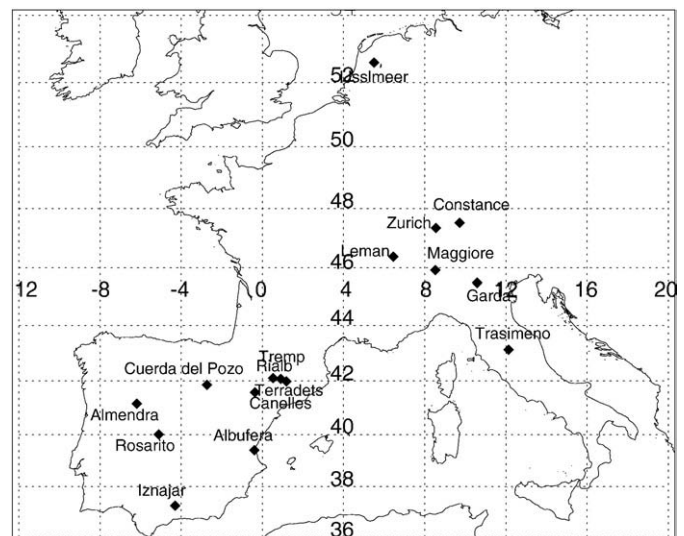 52
Ijsslmeer
50
48
Constance
Zurich
Leman
Maggiore
46
-12 -8 -4 0 4 8 12 16 20
Garda
44
Trasimeno
Tremp
Rialb
Cuerda del Pozo
42
Terradets
Canelles
Almendra
40
Rosarito
Albufera
38
Iznajar
36